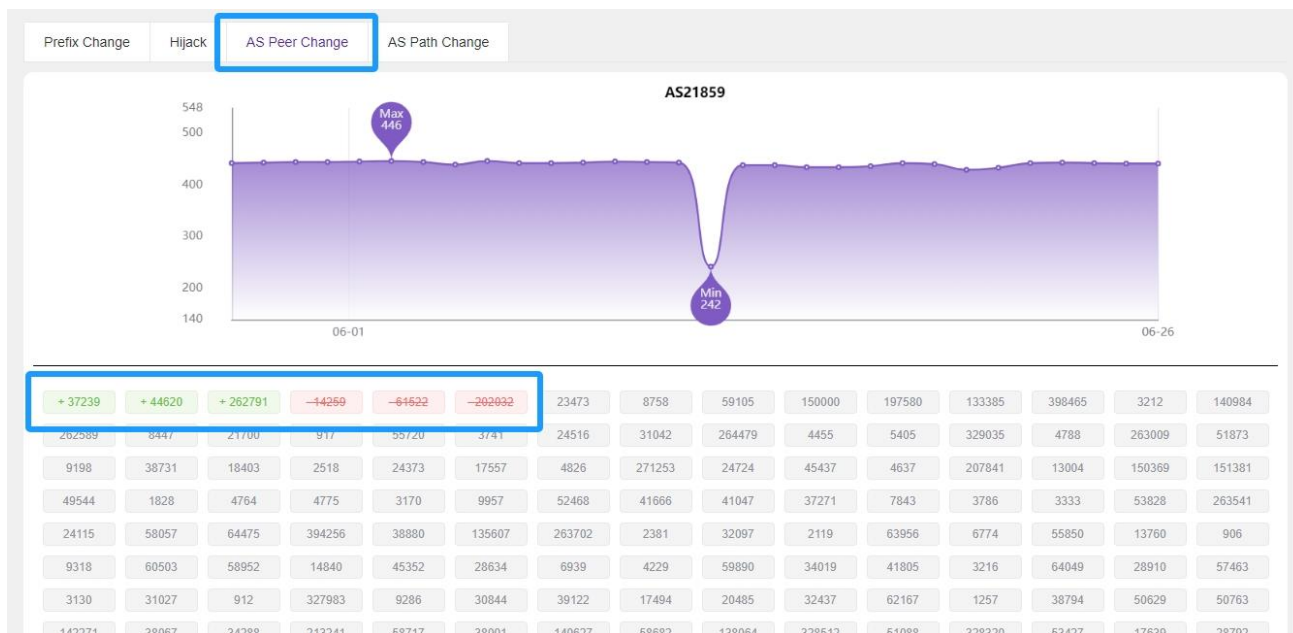 Prefix Change Hijack AS Peer Change AS Path Change
AS21859
548
500
400
300
200
140
Max
446
Min
242
06-01 06-26
+ 37239 + 44620 + 262791 -14259 -61522 -202032 23473 8758 59105 150000 197580 133385 398465 3212 140984
262589 8447 21700 917 55720 3741 24516 31042 264479 4455 5405 329035 4788 263009 51873
9198 38731 18403 2518 24373 17557 4826 271253 24724 45437 4637 207841 13004 150369 151381
49544 1828 4764 4775 3170 9957 52468 41666 41047 37271 7843 3786 3333 53828 263541
24115 58057 64475 394256 38880 135607 263702 2381 32097 2119 63956 6774 55850 13760 906
9318 60503 58952 14840 45352 28634 6939 4229 59890 34019 41805 3216 64049 28910 57463
3130 31027 912 327983 9286 30844 39122 17494 20485 32437 62167 1257 38794 50629 50763